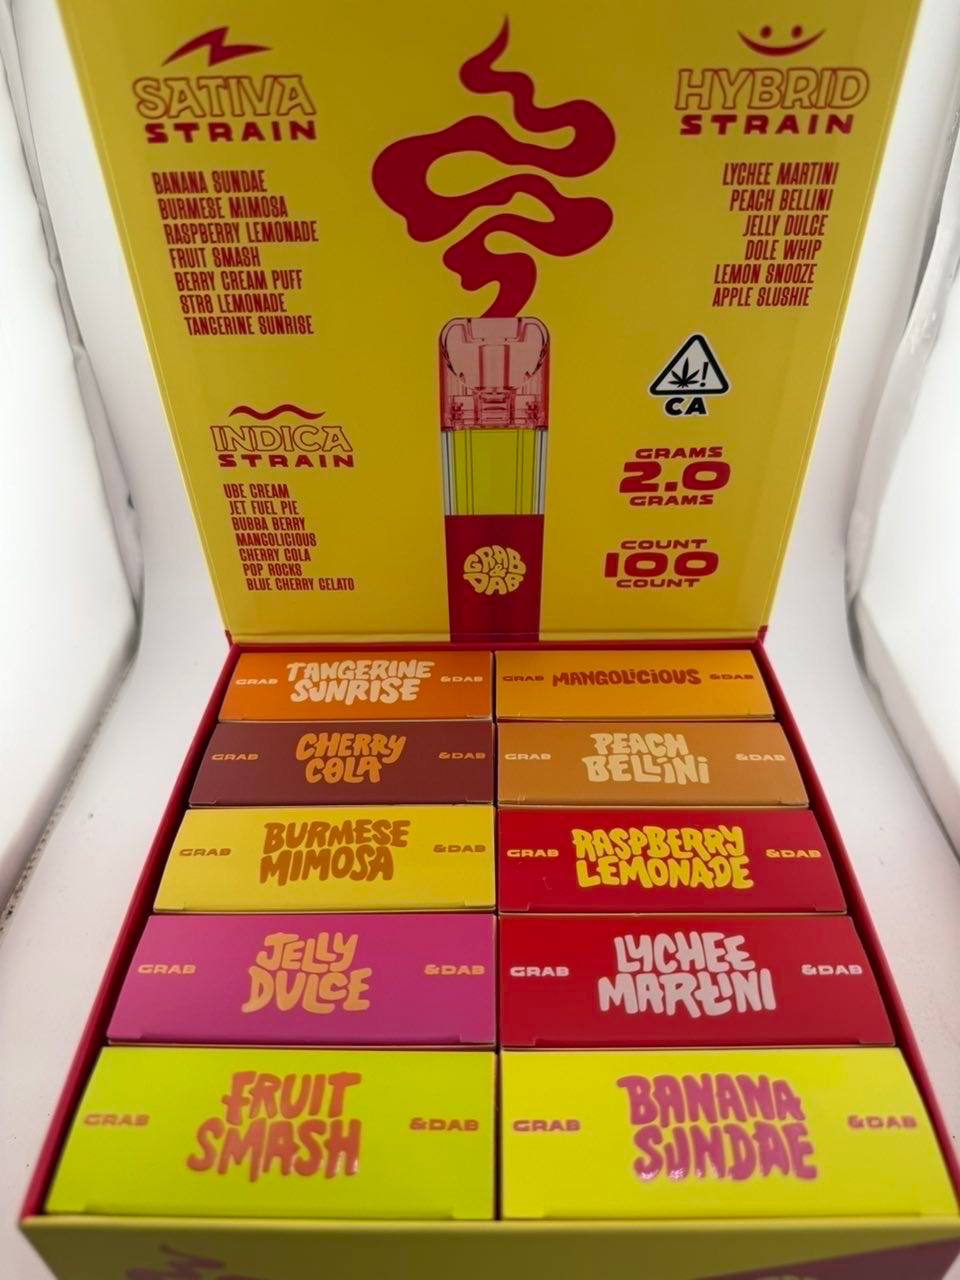 SATIVA
STRAIN
BANANA SUNDAE
BURMESE MIMOSA
RASPBERRY LEMONADE
FRUIT SMASH
BERRY CREAM PUFF
STR8 LEMONADE
TANGERINE SUNRISE
INDICA
STRAIN
UBE CREAM
JET FUEL PIE
BUBBA BERRY
MANGOLICIOUS
CHERRY COLA
POP ROCKS
BLUE CHERRY GELATO
GRAB
&
DAB
HYBRID
STRAIN
LYCHEE MARTINI
PEACH BELLINI
JELLY DULCE
DOLE WHIP
LEMON SNOOZE
APPLE SLUSHIE
!
CA
GRAMS
2.0
GRAMS
COUNT
100
COUNT
GRAB TANGERINE &DAB
SUNRISE
GRAB MANGOLICIOUS &DAB
GRAB CHERRY &DAB
COLA
GRAB PEACH &DAB
BELLINI
GRAB BURMESE &DAB
MIMOSA
GRAB RASPBERRY &DAB
LEMONADE
GRAB JELLY &DAB
DULCE
GRAB LYCHEE &DAB
MARTINI
GRAB FRUIT &DAB
SMASH
GRAB BANANA &DAB
SUNDAE